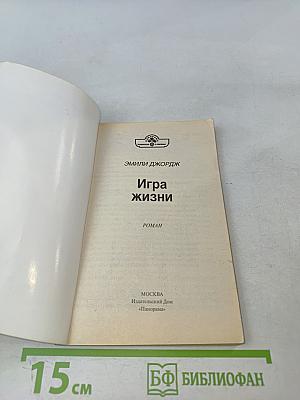 ЭМИЛИ ДЖОРДЖ
Игра
жизни
РОМАН
МОСКВА
Издательский Дом
«Панорама»
15 см
БФ БИБЛИОФАН